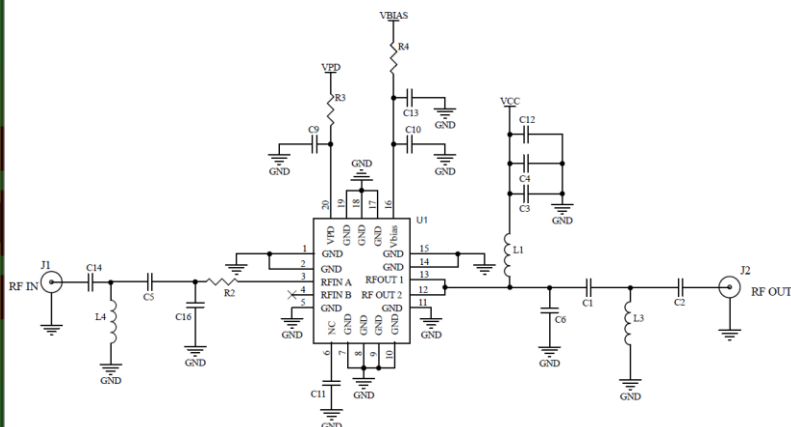 VBIAS
R4
VPD
R3
C13
GND
VCC
C12
C9
C10
GND
GND
GND
C4
C3
GND
20
19
18
17
16
U1
VPD
GND
GND
GND
Vbias
L1
1
GND
GND
15
2
GND
GND
14
J1
C14
3
RFIN A
RFOUT 1
13
J2
RF IN
C5
R2
4
RFIN B
RF OUT 2
12
C1
C2
RF OUT
L4
C16
5
GND
GND
11
C6
L3
GND
GND
NC
GND
GND
GND
GND
6
7
8
9
10
GND
GND
GND
GND
C11
GND
GND